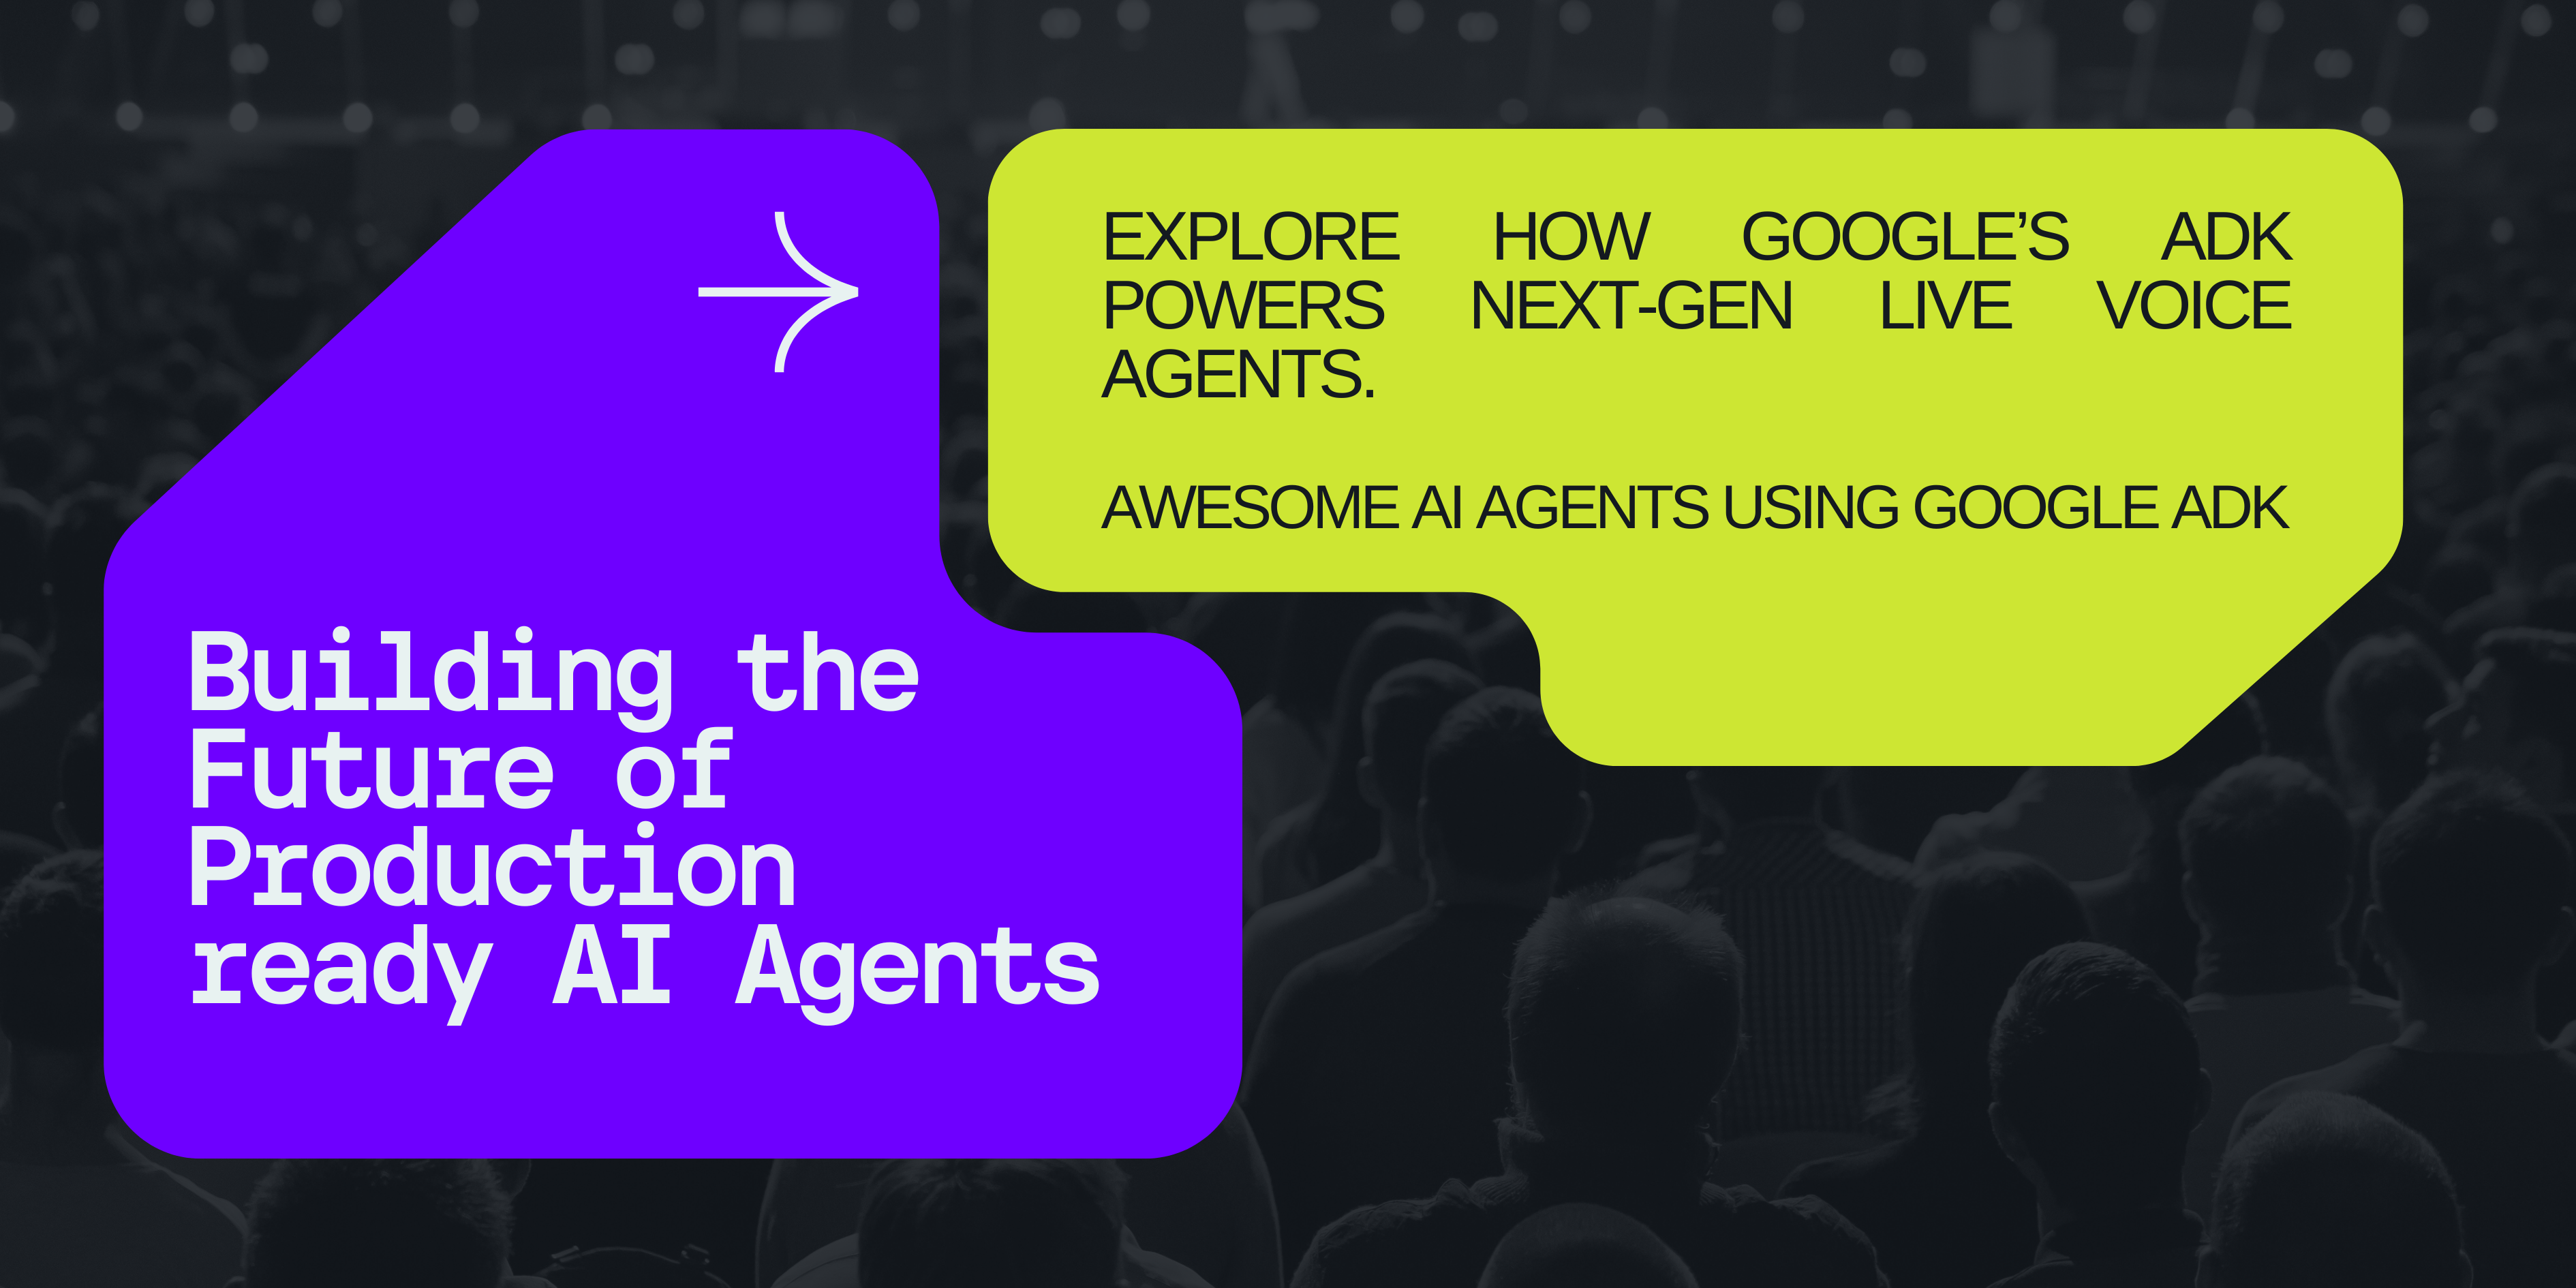 Building the
Future of
Production
ready AI Agents
EXPLORE HOW GOOGLE’S ADK
POWERS NEXT-GEN LIVE VOICE
AGENTS.
AWESOME AI AGENTS USING GOOGLE ADK